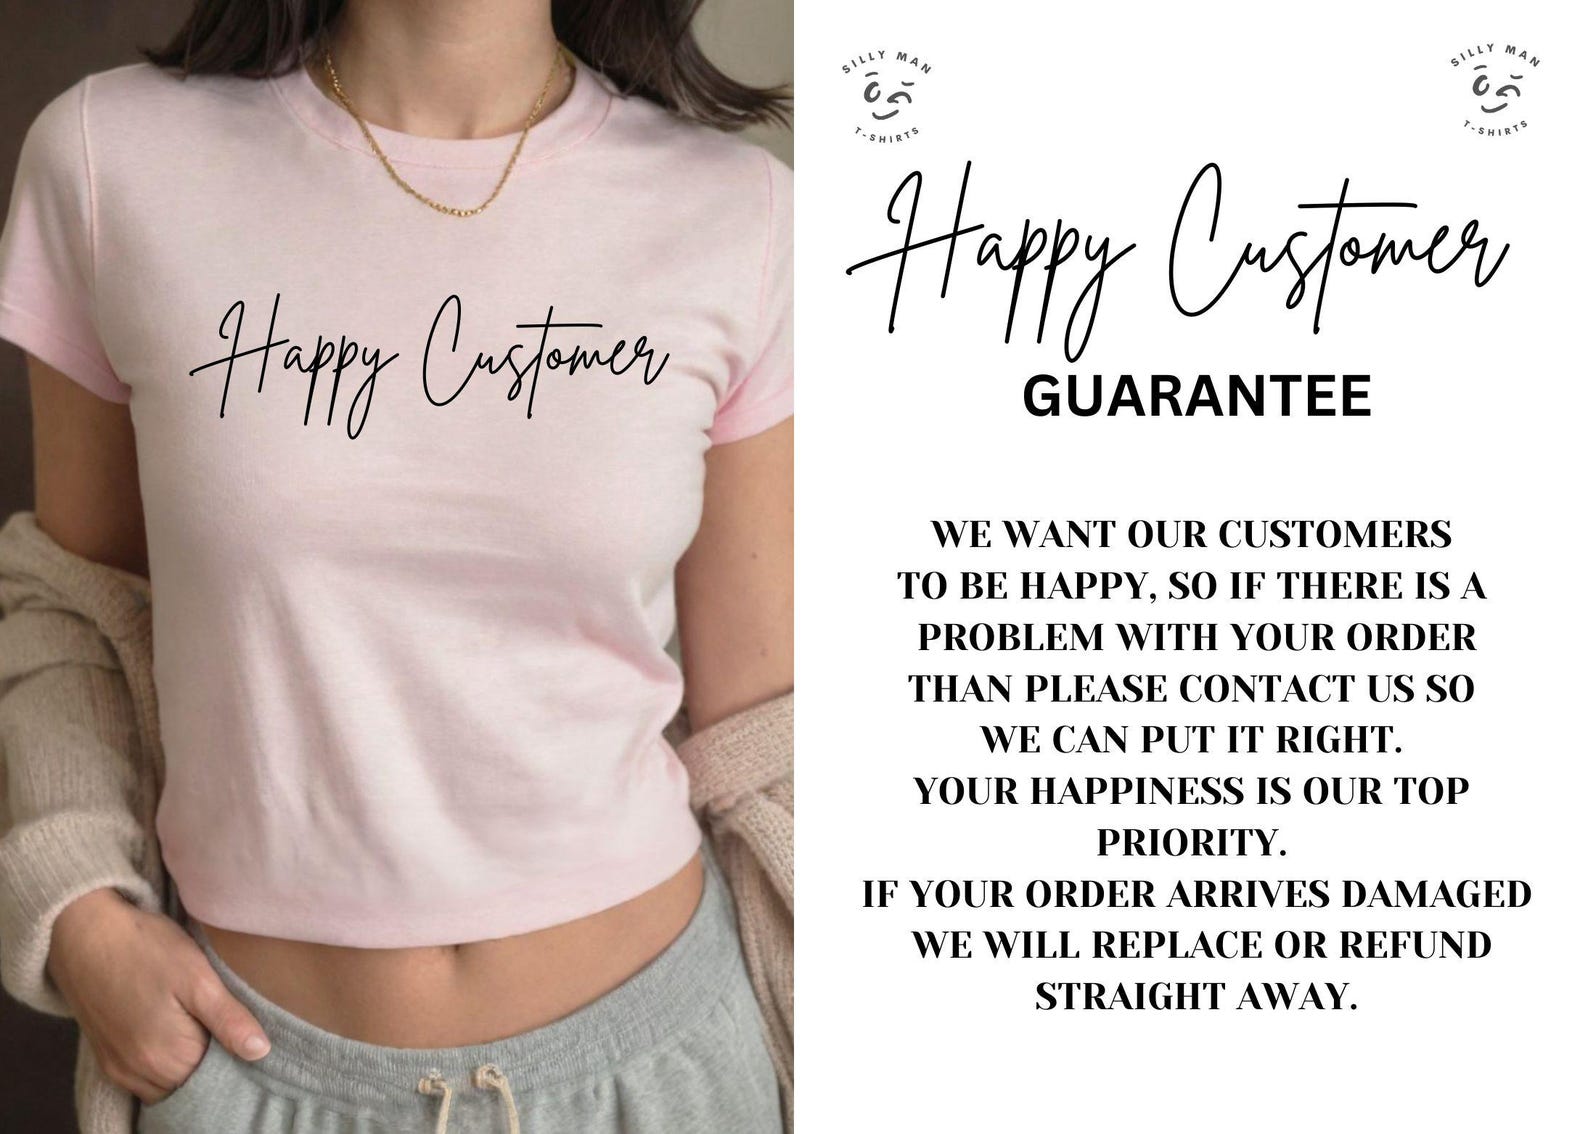 Happy Customer
SILLY MAN
T-SHIRTS
SILLY MAN
T-SHIRTS
Happy Customer
GUARANTEE
WE WANT OUR CUSTOMERS
TO BE HAPPY, SO IF THERE IS A
PROBLEM WITH YOUR ORDER
THAN PLEASE CONTACT US SO
WE CAN PUT IT RIGHT.
YOUR HAPPINESS IS OUR TOP
PRIORITY.
IF YOUR ORDER ARRIVES DAMAGED
WE WILL REPLACE OR REFUND
STRAIGHT AWAY.